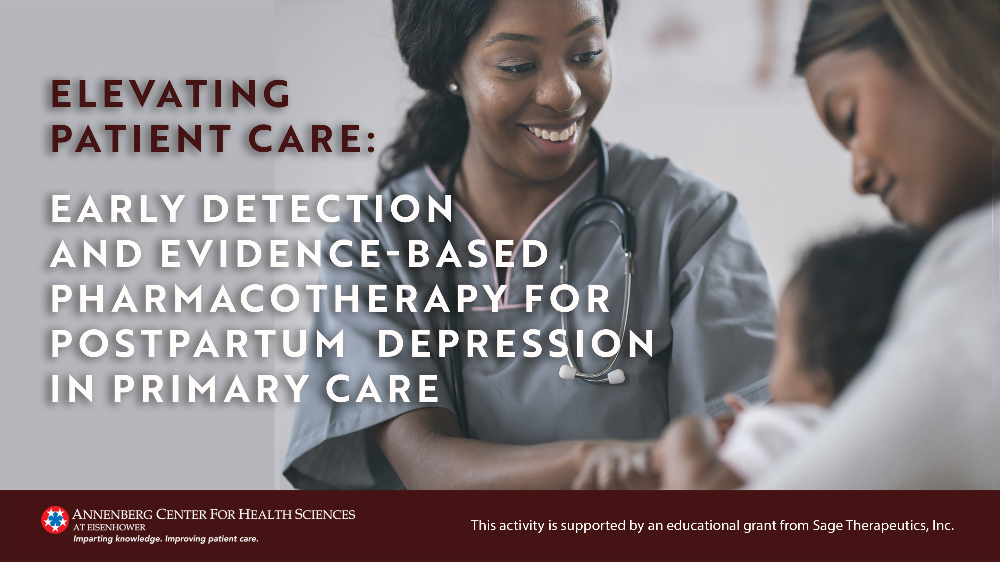 ELEVATING
PATIENT CARE:
EARLY DETECTION
AND EVIDENCE-BASED
PHARMACOTHERAPY FOR
POSTPARTUM DEPRESSION
IN PRIMARY CARE
ANNENBERG CENTER FOR HEALTH SCIENCES
AT EISENHOWER
Imparting knowledge. Improving patient care.
This activity is supported by an educational grant from Sage Therapeutics, Inc.